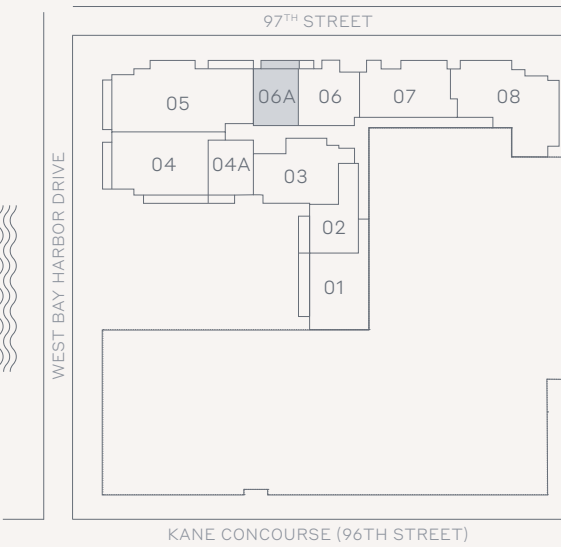 97TH STREET
05
06A
06
07
08
04
04A
03
02
01
WEST BAY HARBOR DRIVE
KANE CONCOURSE (96TH STREET)